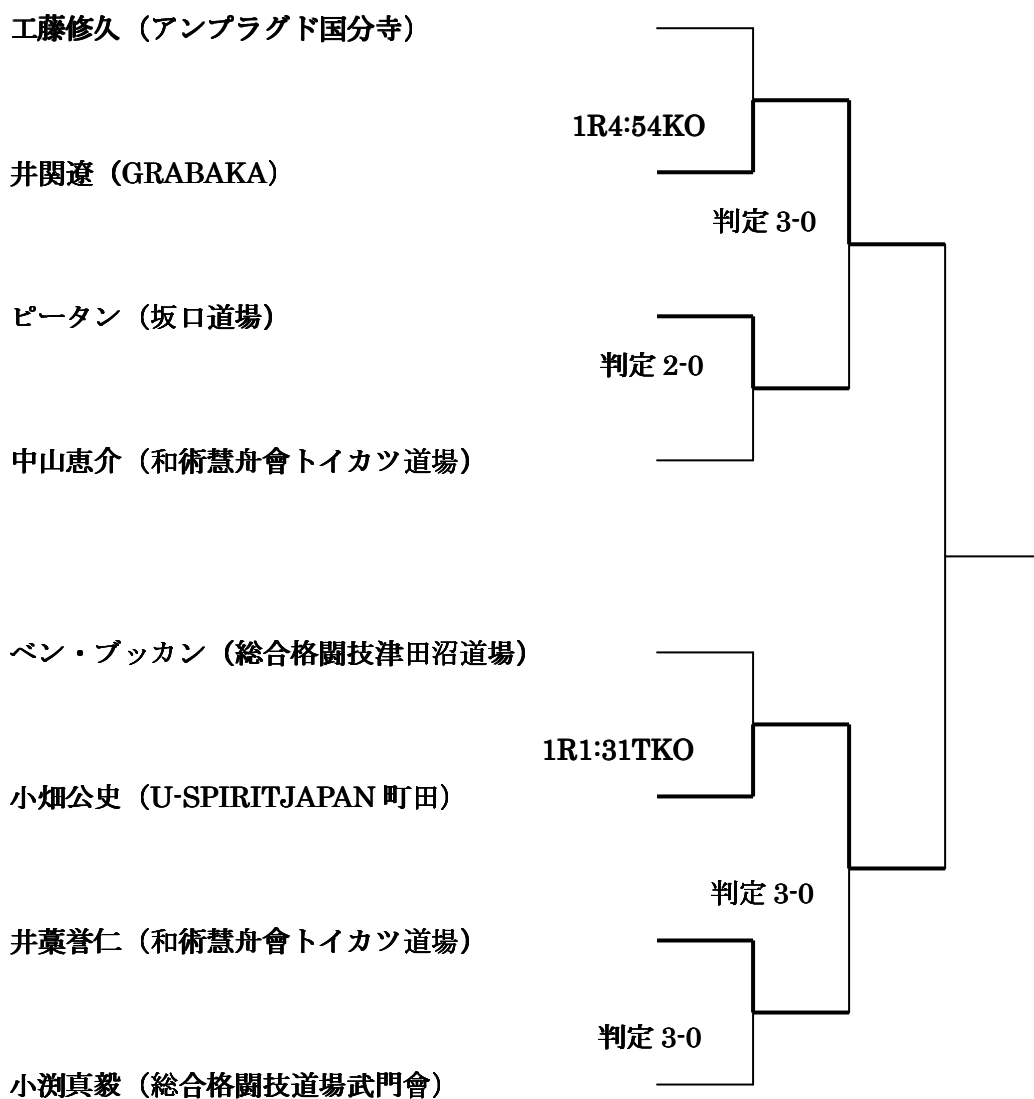 工藤修久（アンプラグド国分寺）
1R4:54KO
井関遼（GRABAKA）
判定 3-0
ピータン（坂口道場）
判定 2-0
中山恵介（和術慧舟會トイカツ道場）
ベン・ブッカン（総合格闘技津田沼道場）
1R1:31TKO
小畑公史（U-SPIRITJAPAN 町田）
判定 3-0
井藁誉仁（和術慧舟會トイカツ道場）
判定 3-0
小渕真毅（総合格闘技道場武門會）